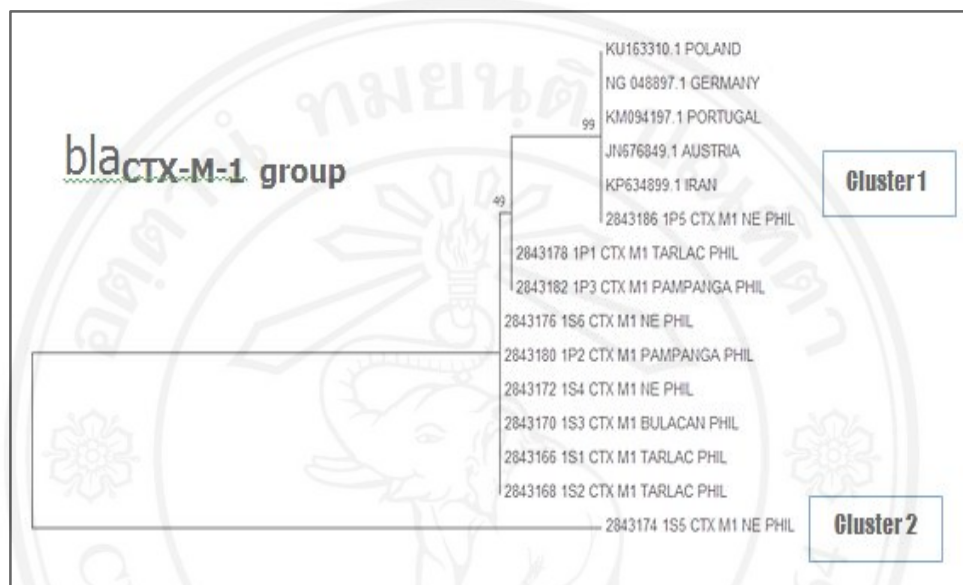 blaCTX-M-1 group
KU163310.1 POLAND
NG 048897.1 GERMANY
99
KM094197.1 PORTUGAL
JN676849.1 AUSTRIA
KP634899.1 IRAN
Cluster 1
49
2843186 1P5 CTX M1 NE PHIL
2843178 1P1 CTX M1 TARLAC PHIL
2843182 1P3 CTX M1 PAMPANGA PHIL
2843176 1S6 CTX M1 NE PHIL
2843180 1P2 CTX M1 PAMPANGA PHIL
2843172 1S4 CTX M1 NE PHIL
2843170 1S3 CTX M1 BULACAN PHIL
2843166 1S1 CTX M1 TARLAC PHIL
2843168 1S2 CTX M1 TARLAC PHIL
2843174 1S5 CTX M1 NE PHIL
Cluster 2